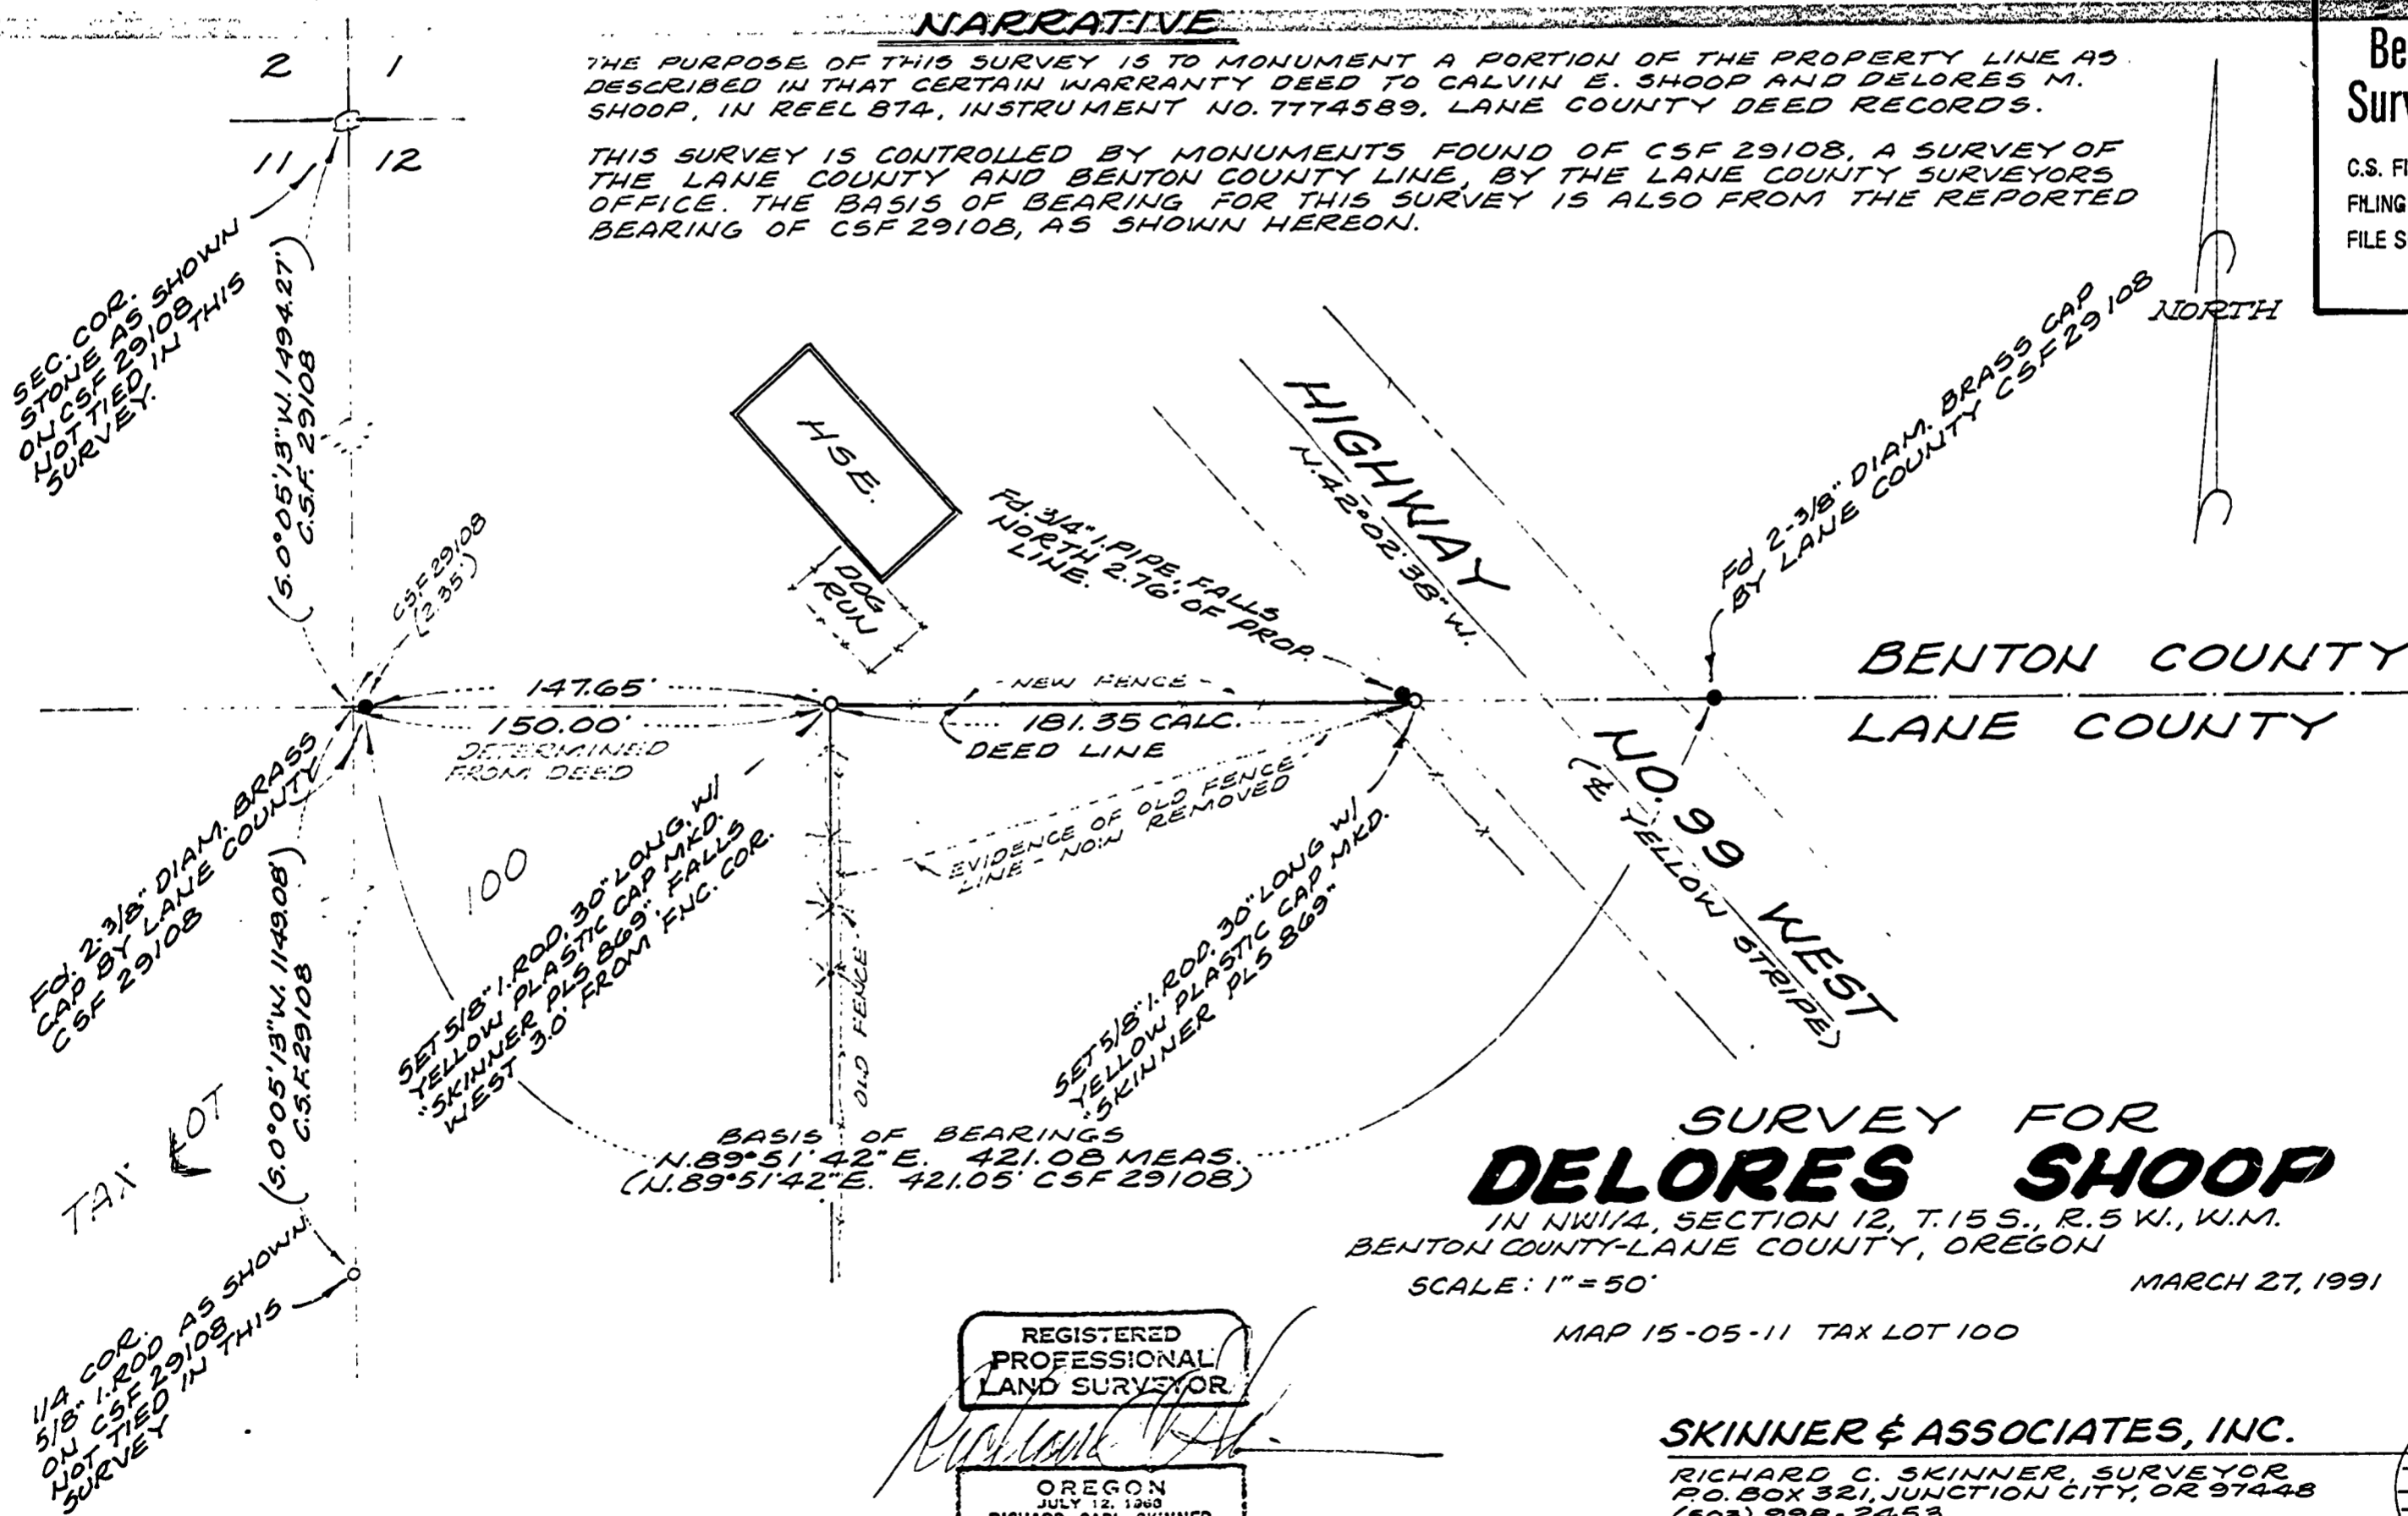 NARRATIVE
THE PURPOSE OF THIS SURVEY IS TO MONUMENT A PORTION OF THE PROPERTY LINE AS
DESCRIBED IN THAT CERTAIN WARRANTY DEED TO CALVIN E. SHOOP AND DELORES M.
SHOOP, IN REEL 874, INSTRUMENT NO. 7774589, LANE COUNTY DEED RECORDS.
THIS SURVEY IS CONTROLLED BY MONUMENTS FOUND OF CSF 29108, A SURVEY OF
THE LANE COUNTY AND BENTON COUNTY LINE, BY THE LANE COUNTY SURVEYORS
OFFICE. THE BASIS OF BEARING FOR THIS SURVEY IS ALSO FROM THE REPORTED
BEARING OF CSF 29108, AS SHOWN HEREON.
Be
Surv
C.S. FI
FILING
FILE S
2 1
11 12
SEC. COR.
STONE AS SHOWN
ON CSF 29108
NOT TIED IN THIS
SURVEY.
(S.0°05'13"W. 1494.27')
C.S.F. 29108
CSF 29108
(2.35')
HSE.
DOG
RUN
Fd. 3/4" I.PIPE, FALLS
NORTH 2.76' OF PROP.
LINE.
HIGHWAY
N.42°02'38"W.
Fd 2-3/8" DIAM. BRASS CAP
BY LANE COUNTY CSF 29108
NORTH
BENTON COUNTY
LANE COUNTY
147.65'
150.00'
DETERMINED
FROM DEED
- NEW FENCE -
181.35 CALC.
DEED LINE
EVIDENCE OF OLD FENCE
LINE - NOW REMOVED
NO. 99 WEST
(℄ YELLOW STRIPE)
Fd. 2-3/8" DIAM. BRASS
CAP BY LANE COUNTY
CSF 29108
100
SET 5/8" I.ROD, 30" LONG, W/
YELLOW PLASTIC CAP MKD.
"SKINNER PLS 869" FALLS
WEST 3.0' FROM FNC. COR.
OLD FENCE
SET 5/8" I. ROD, 30" LONG W/
YELLOW PLASTIC CAP MKD.
"SKINNER PLS 869"
(S.0°05'13"W. 1149.08')
C.S.F. 29108
TAX LOT
BASIS OF BEARINGS
N.89°51'42"E. 421.08 MEAS.
(N.89°51'42"E. 421.05' CSF 29108)
1/4 COR.
5/8" I.ROD AS SHOWN
ON CSF 29108
NOT TIED IN THIS
SURVEY
SURVEY FOR
DELORES SHOOP
IN NW1/4, SECTION 12, T.15 S., R.5 W., W.M.
BENTON COUNTY-LANE COUNTY, OREGON
SCALE: 1"=50'
MARCH 27, 1991
MAP 15-05-11 TAX LOT 100
REGISTERED
PROFESSIONAL
LAND SURVEYOR
OREGON
JULY 12, 1968
RICHARD CARL SKINNER
SKINNER & ASSOCIATES, INC.
RICHARD C. SKINNER, SURVEYOR
P.O. BOX 321, JUNCTION CITY, OR 97448
(503) 998-2453